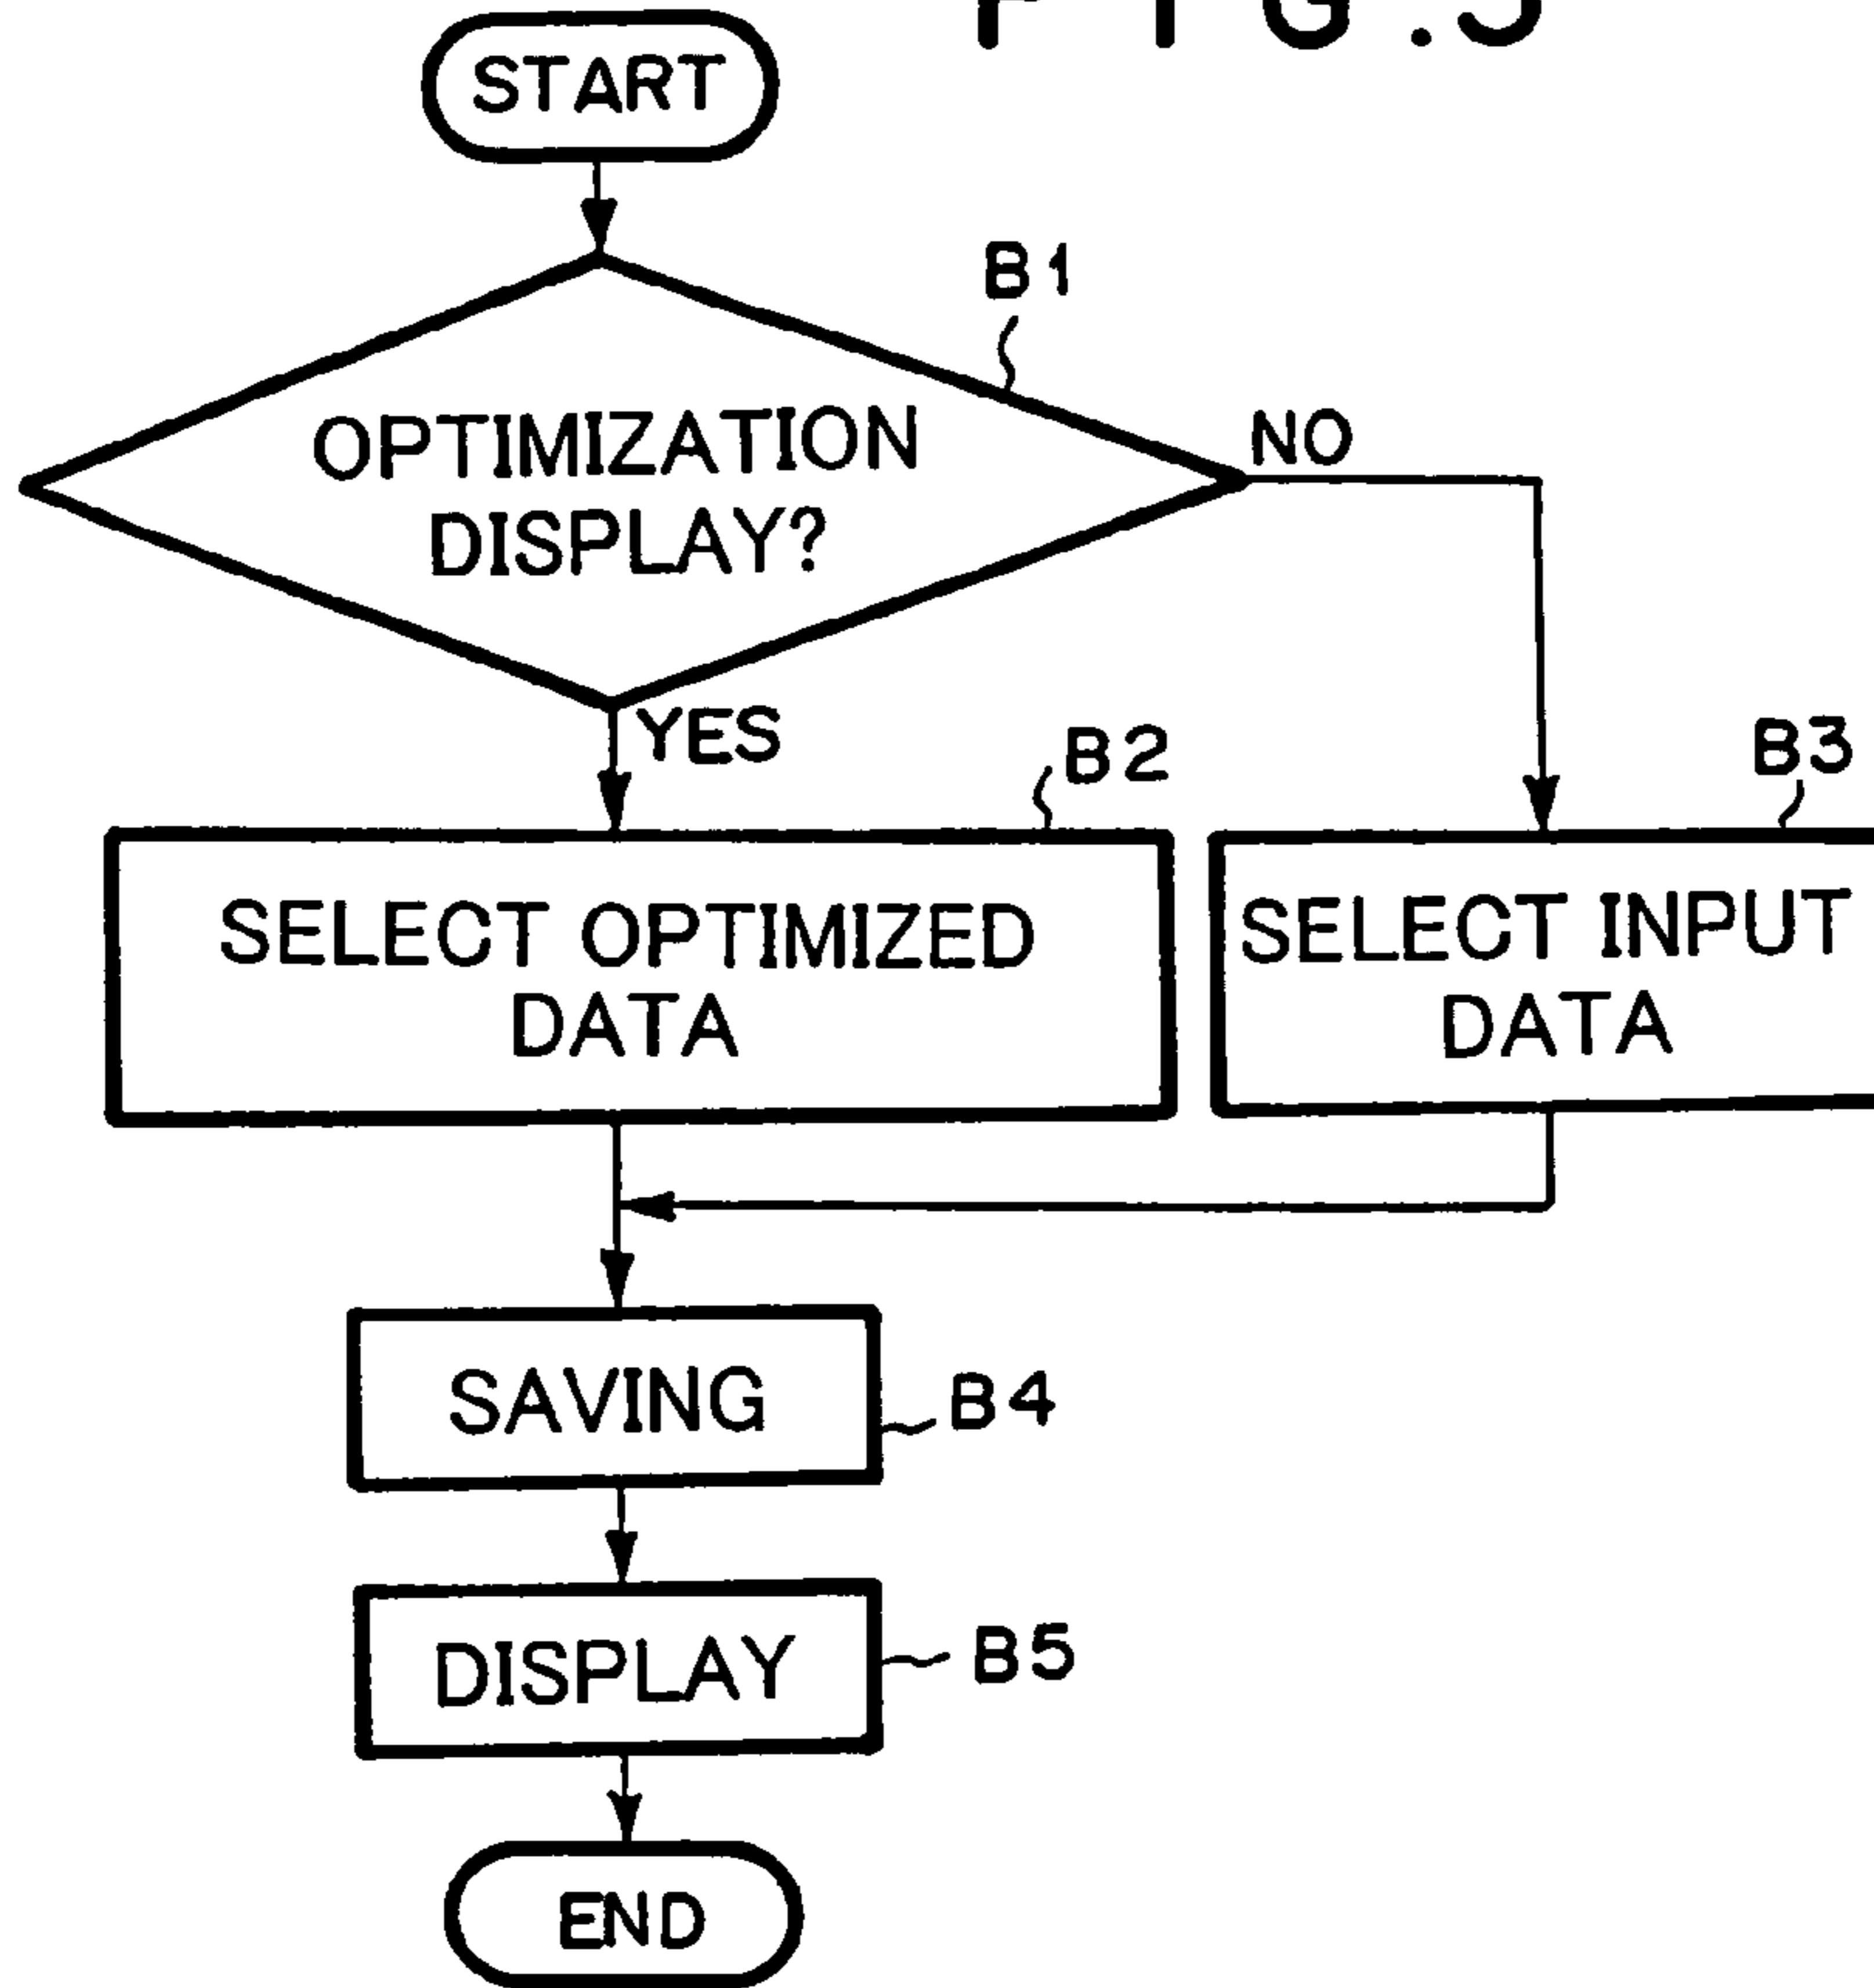 START
B1
OPTIMIZATION
DISPLAY?
NO
YES
B2
B3
SELECT OPTIMIZED
DATA
SELECT INPUT
DATA
SAVING
B4
DISPLAY
B5
END